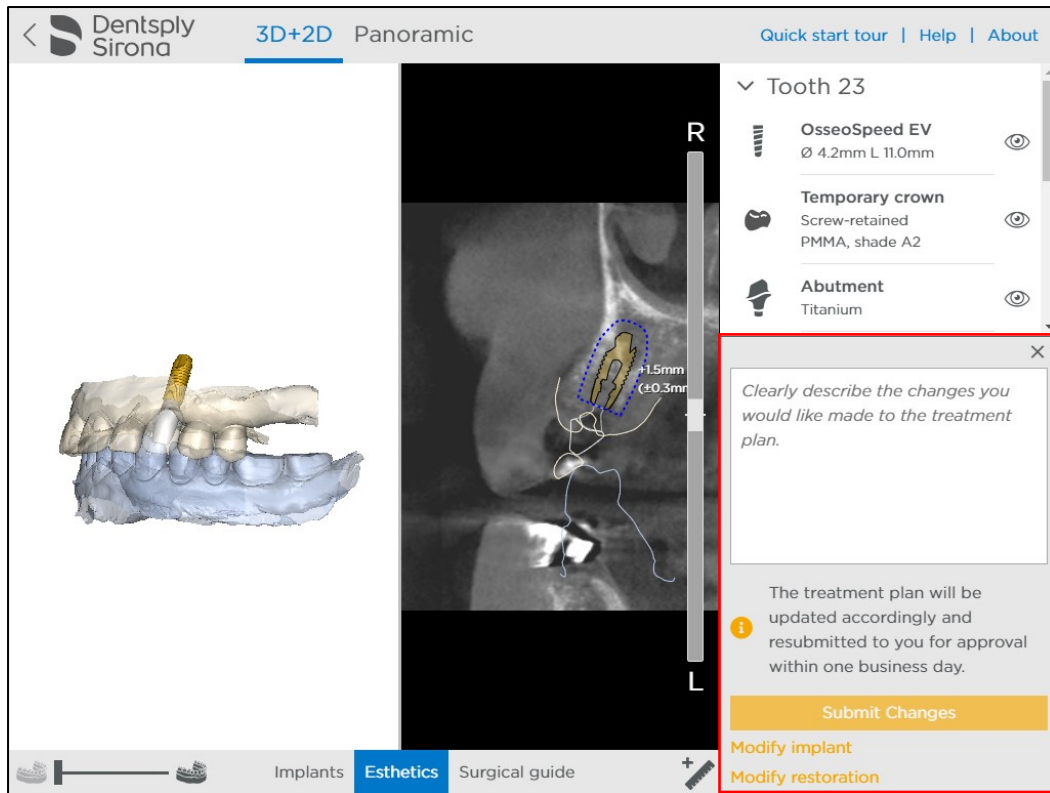 Dentsply
Sirona
3D+2D Panoramic
Quick start tour | Help | About
Tooth 23
OsseoSpeed EV
Ø 4.2mm L 11.0mm
Temporary crown
Screw-retained
PMMA, shade A2
Abutment
Titanium
R
+1.5mm
(±0.3mm
L
Clearly describe the changes you
would like made to the treatment
plan.
The treatment plan will be
updated accordingly and
resubmitted to you for approval
within one business day.
Submit Changes
Modify implant
Modify restoration
Implants Esthetics Surgical guide